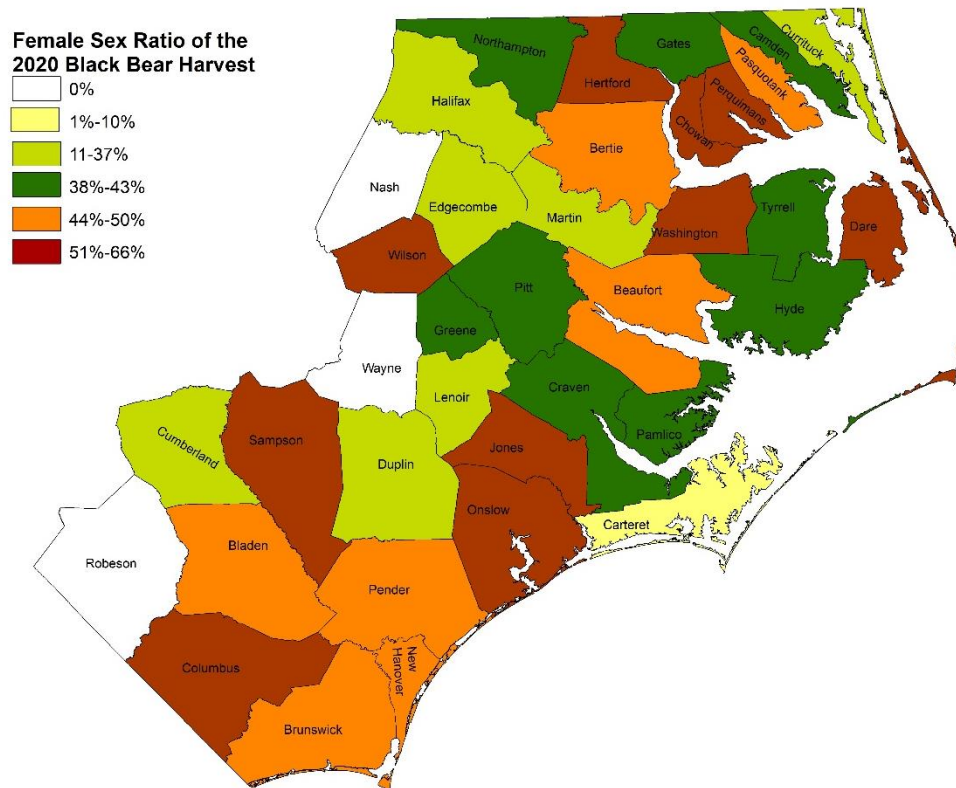 Female Sex Ratio of the
2020 Black Bear Harvest
0%
1%-10%
11-37%
38%-43%
44%-50%
51%-66%
Northampton
Gates
Camden
Currituck
Pasquotank
Hertford
Perquimans
Halifax
Chowan
Bertie
Nash
Edgecombe
Martin
Tyrrell
Washington
Dare
Wilson
Pitt
Beaufort
Hyde
Greene
Wayne
Lenoir
Craven
Pamlico
Cumberland
Sampson
Duplin
Jones
Onslow
Carteret
Robeson
Bladen
Pender
Columbus
New
Hanover
Brunswick